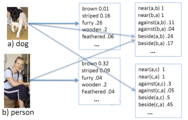 a) dog
b) person
brown 0.01
striped 0.16
furry .26
wooden .2
feathered .06
...
brown 0.32
striped 0.09
furry .04
wooden .2
feathered .04
...
near(a,b) 1
near(b,a) 1
against(a,b) .11
against(b,a) .04
beside(a,b) .24
beside(b,a) .17
...
near(a,c) 1
near(c,a) 1
against(a,c) .3
against(c,a) .05
beside(a,c) .5
beside(c,a) .45
...